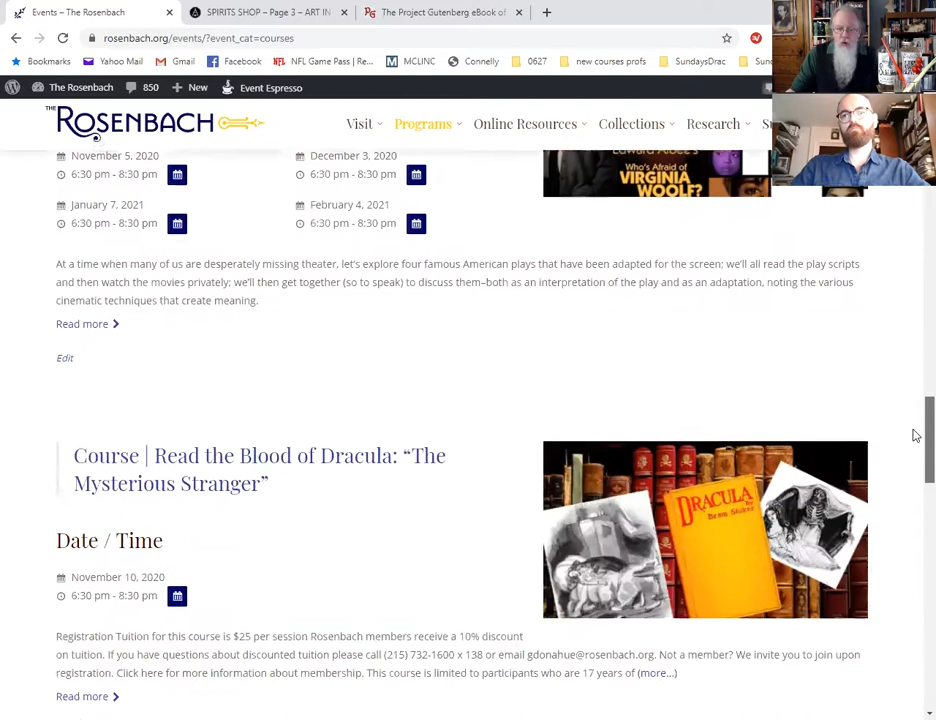 Events – The Rosenbach
SPIRITS SHOP – Page 3 – ART IN
The Project Gutenberg eBook of
rosenbach.org/events/?event_cat=courses
Bookmarks Yahoo Mail Gmail Facebook NFL Game Pass | Re... MCLINC Connelly 0627 new courses profs SundaysDrac Sund
The Rosenbach 850 New Event Espresso
THE ROSENBACH
Visit Programs Online Resources Collections Research
November 5, 2020 December 3, 2020
6:30 pm - 8:30 pm 6:30 pm - 8:30 pm
WHO'S AFRAID OF
VIRGINIA
WOOLF?
January 7, 2021 February 4, 2021
6:30 pm - 8:30 pm 6:30 pm - 8:30 pm
At a time when many of us are desperately missing theater, let's explore four famous American plays that have been adapted for the screen; we'll all read the play scripts
and then watch the movies privately; we'll then get together (so to speak) to discuss them–both as an interpretation of the play and as an adaptation, noting the various
cinematic techniques that create meaning.
Read more
Edit
Course | Read the Blood of Dracula: “The
Mysterious Stranger”
DRACULA
by
Bram Stoker
Date / Time
November 10, 2020
6:30 pm - 8:30 pm
Registration Tuition for this course is $25 per session Rosenbach members receive a 10% discount
on tuition. If you have questions about discounted tuition please call (215) 732-1600 x 138 or email gdonahue@rosenbach.org. Not a member? We invite you to join upon
registration. Click here for more information about membership. This course is limited to participants who are 17 years of (more...)
Read more